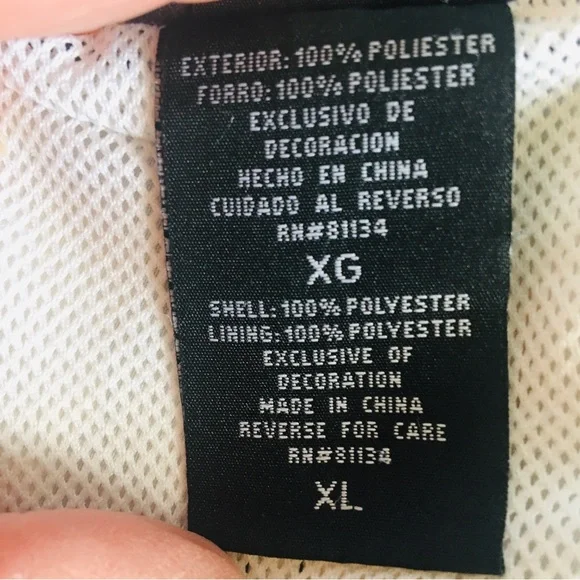 EXTERIOR: 100% POLIESTER
FORRO: 100% POLIESTER
EXCLUSIVO DE
DECORACION
HECHO EN CHINA
CUIDADO AL REVERSO
RN#81134
XG
SHELL: 100% POLYESTER
LINING: 100% POLYESTER
EXCLUSIVE OF
DECORATION
MADE IN CHINA
REVERSE FOR CARE
RN#81134
XL